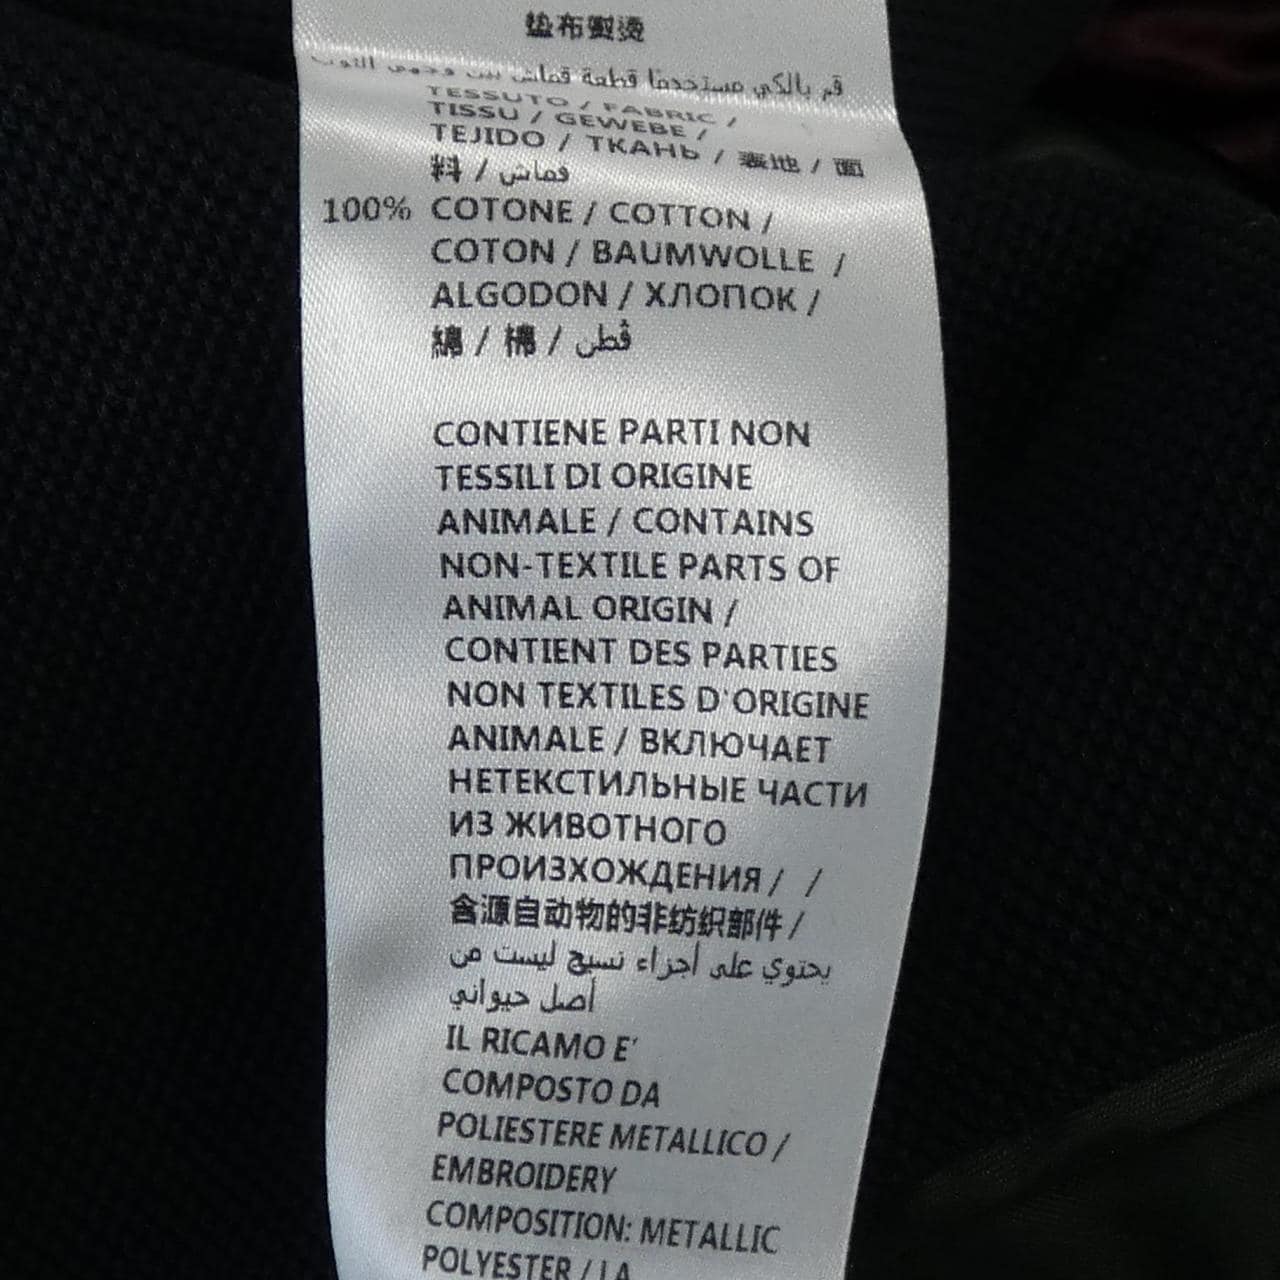 垫布熨烫
قم بالكي مستخدمًا قطعة قماش بين وجهي الثوب
TESSUTO / FABRIC /
TISSU / GEWEBE /
TEJIDO / ТКАНЬ / 表地 / 面
料 / قماش
100% COTONE / COTTON /
COTON / BAUMWOLLE /
ALGODON / ХЛОПОК /
綿 / 棉 / قُطن
CONTIENE PARTI NON
TESSILI DI ORIGINE
ANIMALE / CONTAINS
NON-TEXTILE PARTS OF
ANIMAL ORIGIN /
CONTIENT DES PARTIES
NON TEXTILES D'ORIGINE
ANIMALE / ВКЛЮЧАЕТ
НЕТЕКСТИЛЬНЫЕ ЧАСТИ
ИЗ ЖИВОТНОГО
ПРОИЗХОЖДЕНИЯ / /
含源自动物的非纺织部件 /
يحتوي على أجزاء نسيج ليست من
أصل حيواني
IL RICAMO E'
COMPOSTO DA
POLIESTERE METALLICO /
EMBROIDERY
COMPOSITION: METALLIC
POLYESTER / LA